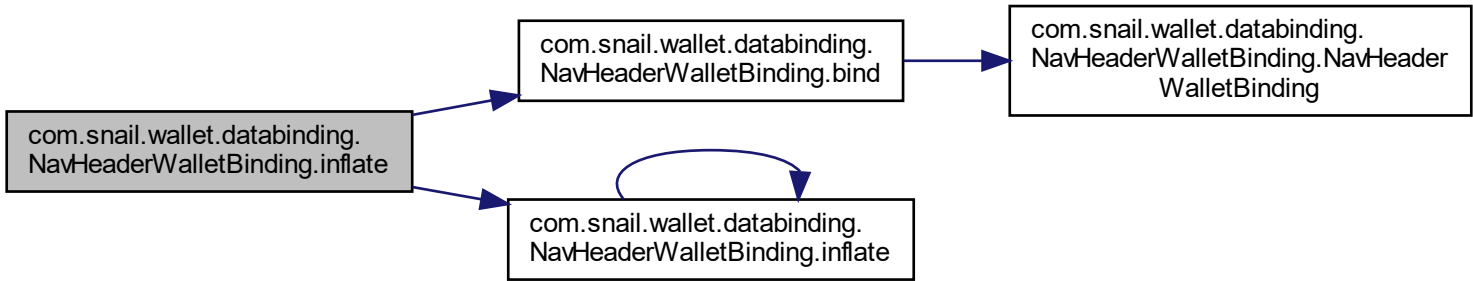 com.snail.wallet.databinding.
NavHeaderWalletBinding.inflate
com.snail.wallet.databinding.
NavHeaderWalletBinding.bind
com.snail.wallet.databinding.
NavHeaderWalletBinding.NavHeader
WalletBinding
com.snail.wallet.databinding.
NavHeaderWalletBinding.inflate